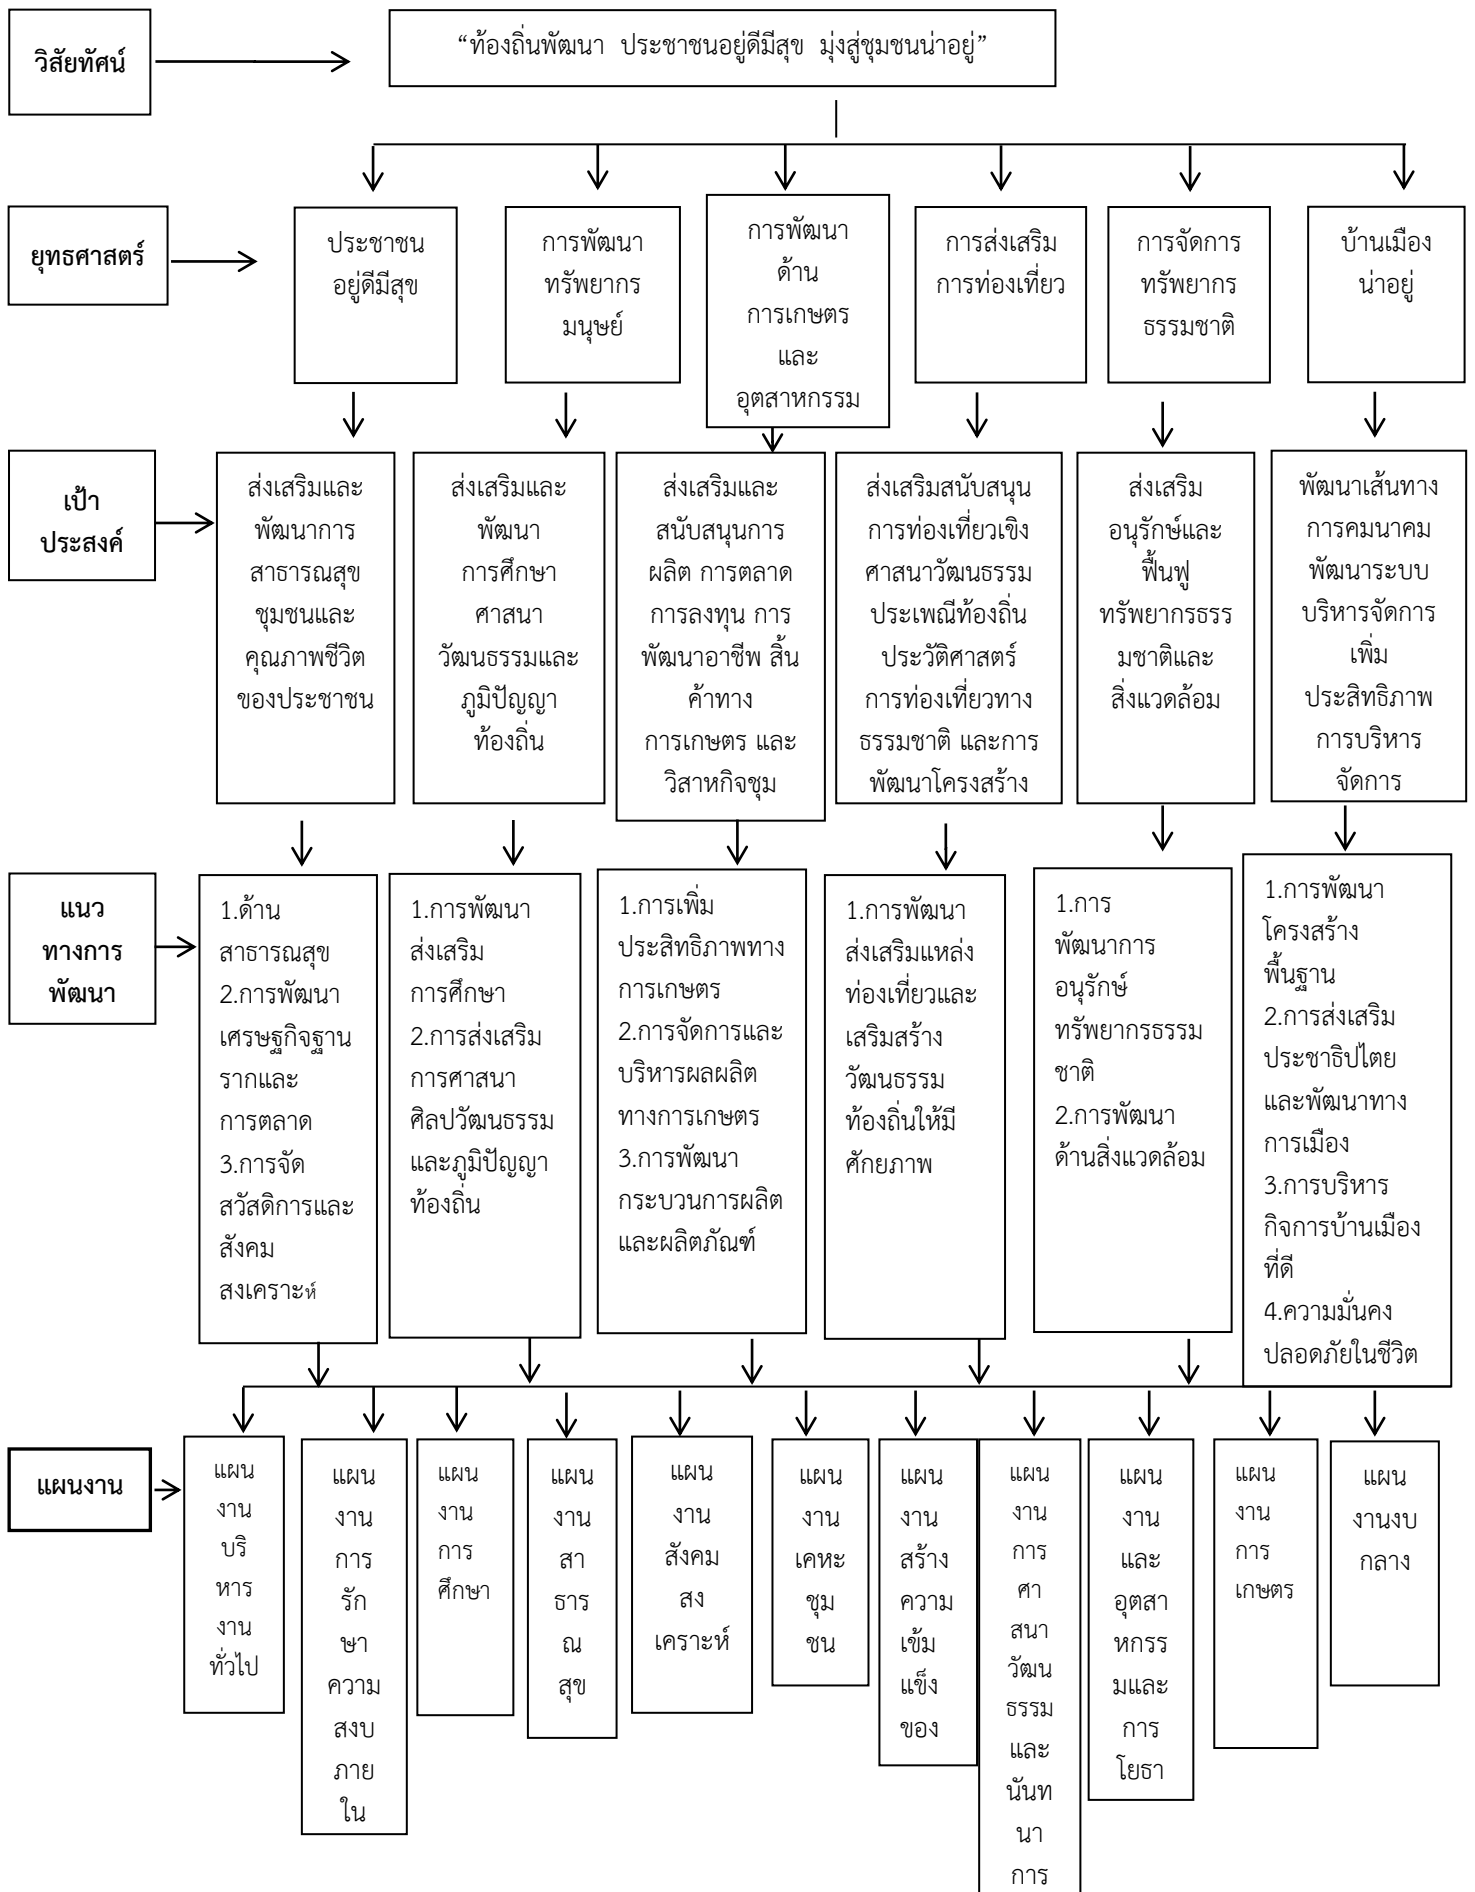 วิสัยทัศน์
“ท้องถิ่นพัฒนา ประชาชนอยู่ดีมีสุข มุ่งสู่ชุมชนน่าอยู่”
ยุทธศาสตร์
ประชาชน
อยู่ดีมีสุข
การพัฒนา
ทรัพยากร
มนุษย์
การพัฒนา
ด้าน
การเกษตร
และ
อุตสาหกรรม
การส่งเสริม
การท่องเที่ยว
การจัดการ
ทรัพยากร
ธรรมชาติ
บ้านเมือง
น่าอยู่
เป้า
ประสงค์
ส่งเสริมและ
พัฒนาการ
สาธารณสุข
ชุมชนและ
คุณภาพชีวิต
ของประชาชน
ส่งเสริมและ
พัฒนา
การศึกษา
ศาสนา
วัฒนธรรมและ
ภูมิปัญญา
ท้องถิ่น
ส่งเสริมและ
สนับสนุนการ
ผลิต การตลาด
การลงทุน การ
พัฒนาอาชีพ สิ้น
ค้าทาง
การเกษตร และ
วิสาหกิจชุม
ส่งเสริมสนับสนุน
การท่องเที่ยวเชิง
ศาสนาวัฒนธรรม
ประเพณีท้องถิ่น
ประวัติศาสตร์
การท่องเที่ยวทาง
ธรรมชาติ และการ
พัฒนาโครงสร้าง
ส่งเสริม
อนุรักษ์และ
ฟื้นฟู
ทรัพยากรธรร
มชาติและ
สิ่งแวดล้อม
พัฒนาเส้นทาง
การคมนาคม
พัฒนาระบบ
บริหารจัดการ
เพิ่ม
ประสิทธิภาพ
การบริหาร
จัดการ
แนว
ทางการ
พัฒนา
1.ด้าน
สาธารณสุข
2.การพัฒนา
เศรษฐกิจฐาน
รากและ
การตลาด
3.การจัด
สวัสดิการและ
สังคม
สงเคราะห์
1.การพัฒนา
ส่งเสริม
การศึกษา
2.การส่งเสริม
การศาสนา
ศิลปวัฒนธรรม
และภูมิปัญญา
ท้องถิ่น
1.การเพิ่ม
ประสิทธิภาพทาง
การเกษตร
2.การจัดการและ
บริหารผลผลิต
ทางการเกษตร
3.การพัฒนา
กระบวนการผลิต
และผลิตภัณฑ์
1.การพัฒนา
ส่งเสริมแหล่ง
ท่องเที่ยวและ
เสริมสร้าง
วัฒนธรรม
ท้องถิ่นให้มี
ศักยภาพ
1.การ
พัฒนาการ
อนุรักษ์
ทรัพยากรธรรม
ชาติ
2.การพัฒนา
ด้านสิ่งแวดล้อม
1.การพัฒนา
โครงสร้าง
พื้นฐาน
2.การส่งเสริม
ประชาธิปไตย
และพัฒนาทาง
การเมือง
3.การบริหาร
กิจการบ้านเมือง
ที่ดี
4.ความมั่นคง
ปลอดภัยในชีวิต
แผนงาน
แผน
งาน
บริ
หาร
งาน
ทั่วไป
แผน
งาน
การ
รัก
ษา
ความ
สงบ
ภาย
ใน
แผน
งาน
การ
ศึกษา
แผน
งาน
สา
ธาร
ณ
สุข
แผน
งาน
สังคม
สง
เคราะห์
แผน
งาน
เคหะ
ชุม
ชน
แผน
งาน
สร้าง
ความ
เข้ม
แข็ง
ของ
แผน
งาน
การ
ศา
สนา
วัฒน
ธรรม
และ
นันท
นา
การ
แผน
งาน
และ
อุตสา
หกรร
มและ
การ
โยธา
แผน
งาน
การ
เกษตร
แผน
งานงบ
กลาง